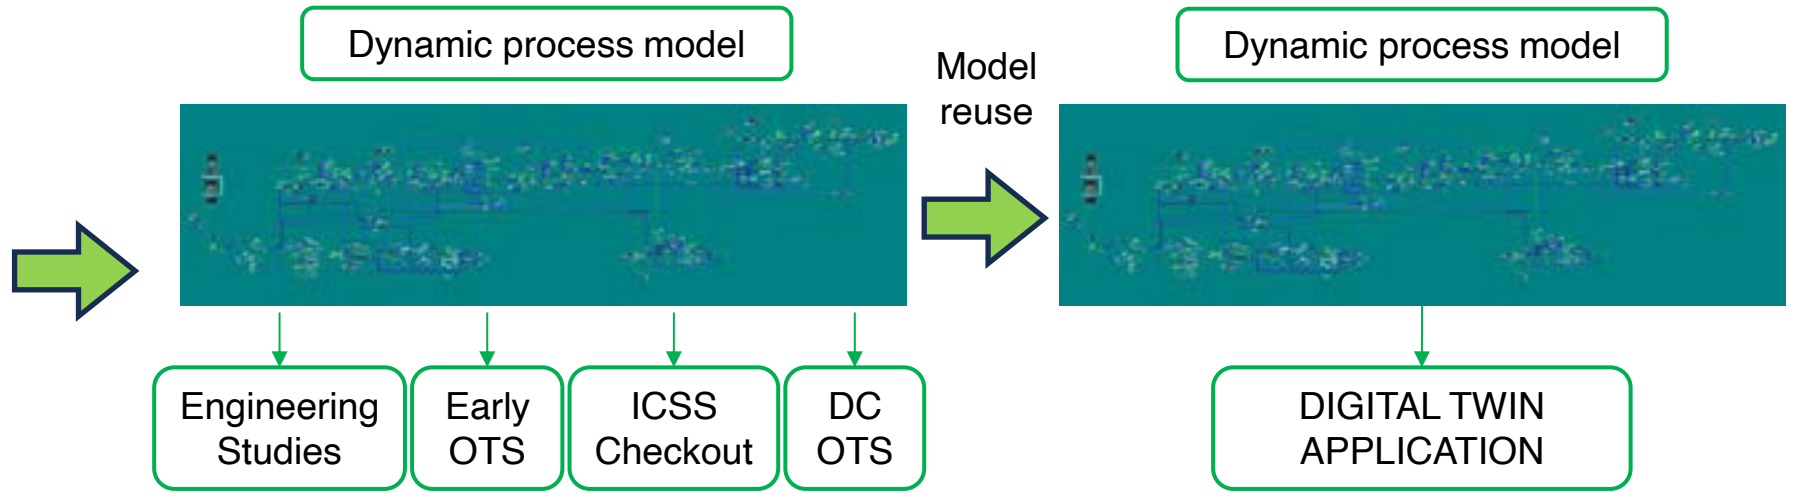 Dynamic process model
Model
reuse
Dynamic process model
Engineering
Studies
Early
OTS
ICSS
Checkout
DC
OTS
DIGITAL TWIN
APPLICATION